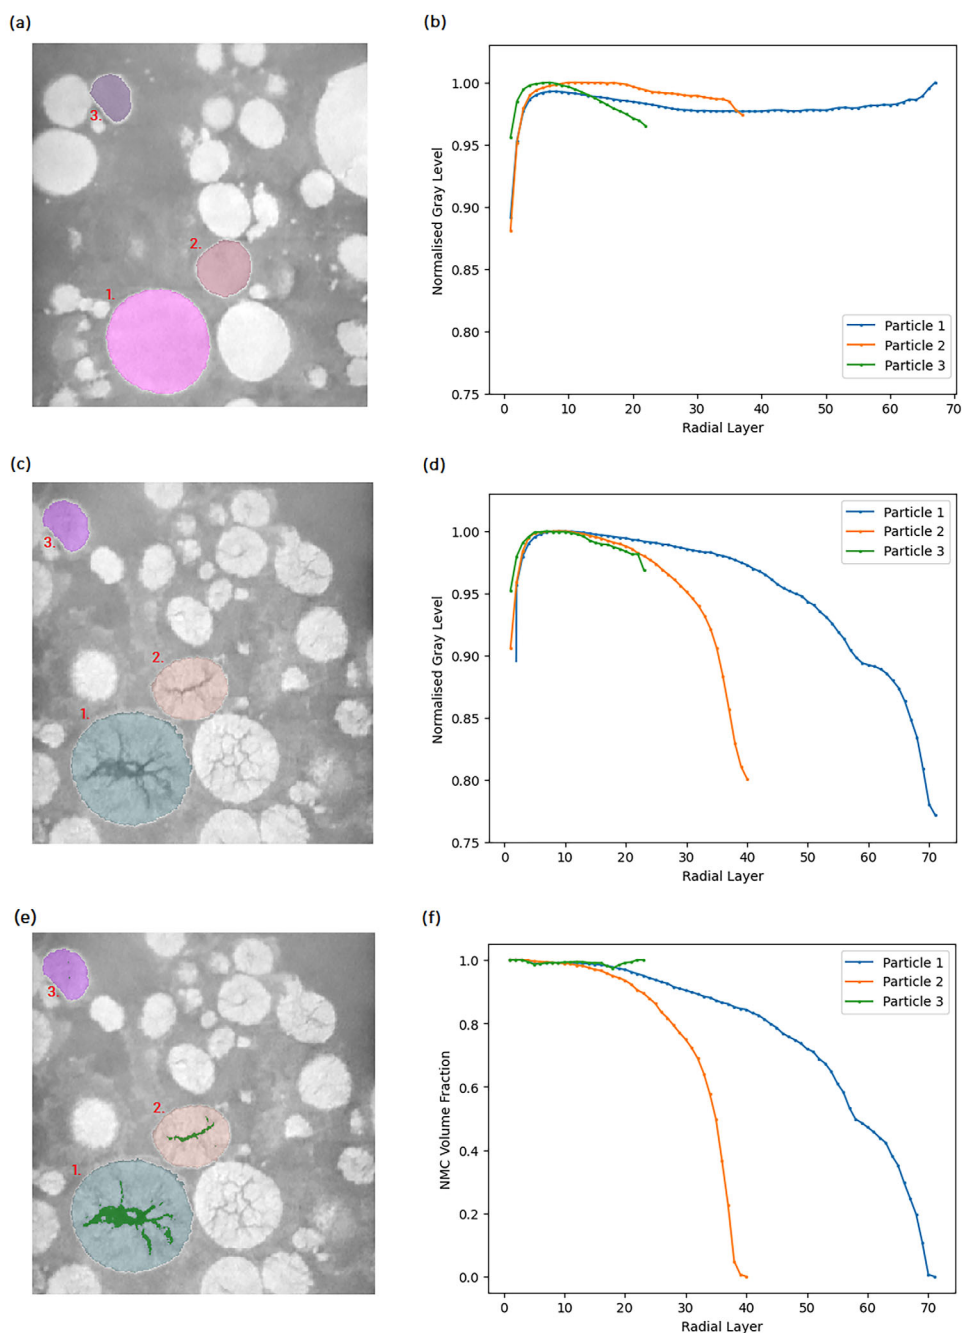 (a)
3.
2.
1.
(b)
Normalised Gray Level
1.00
0.95
0.90
0.85
0.80
0.75
Particle 1
Particle 2
Particle 3
0 10 20 30 40 50 60 70
Radial Layer
(c)
3.
2.
1.
(d)
Normalised Gray Level
1.00
0.95
0.90
0.85
0.80
0.75
Particle 1
Particle 2
Particle 3
0 10 20 30 40 50 60 70
Radial Layer
(e)
3.
2.
1.
(f)
NMC Volume Fraction
1.0
0.8
0.6
0.4
0.2
0.0
Particle 1
Particle 2
Particle 3
0 10 20 30 40 50 60 70
Radial Layer